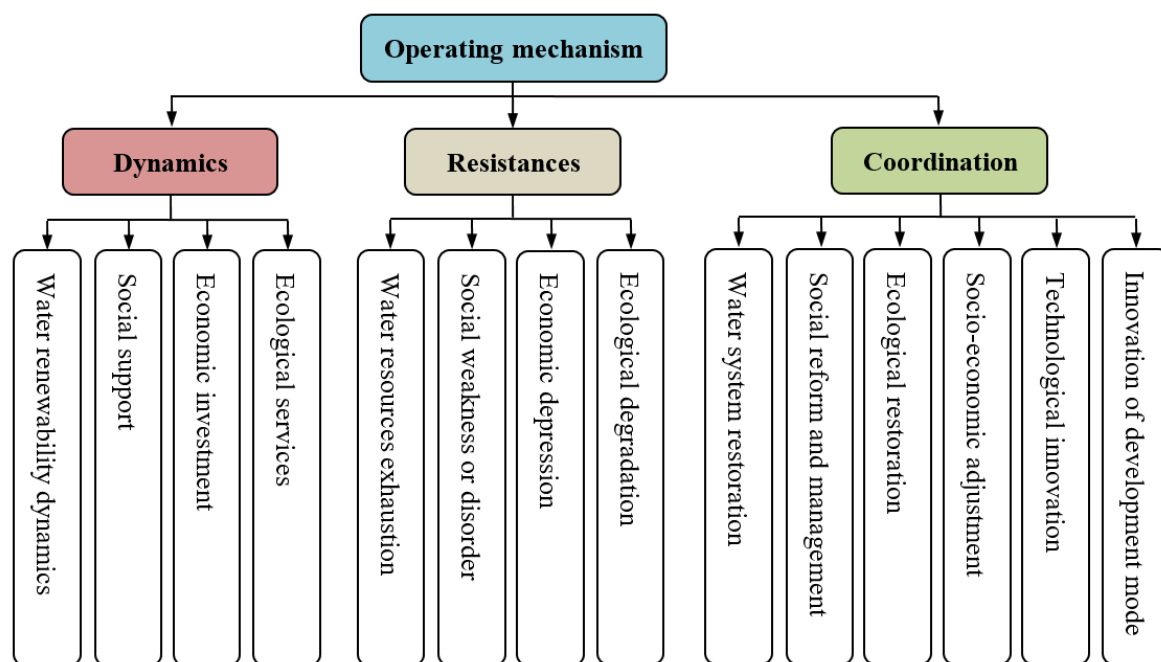 Operating mechanism
Dynamics
Resistances
Coordination
Water renewability dynamics
Social support
Economic investment
Ecological services
Water resources exhaustion
Social weakness or disorder
Economic depression
Ecological degradation
Water system restoration
Social reform and management
Ecological restoration
Socio-economic adjustment
Technological innovation
Innovation of development mode